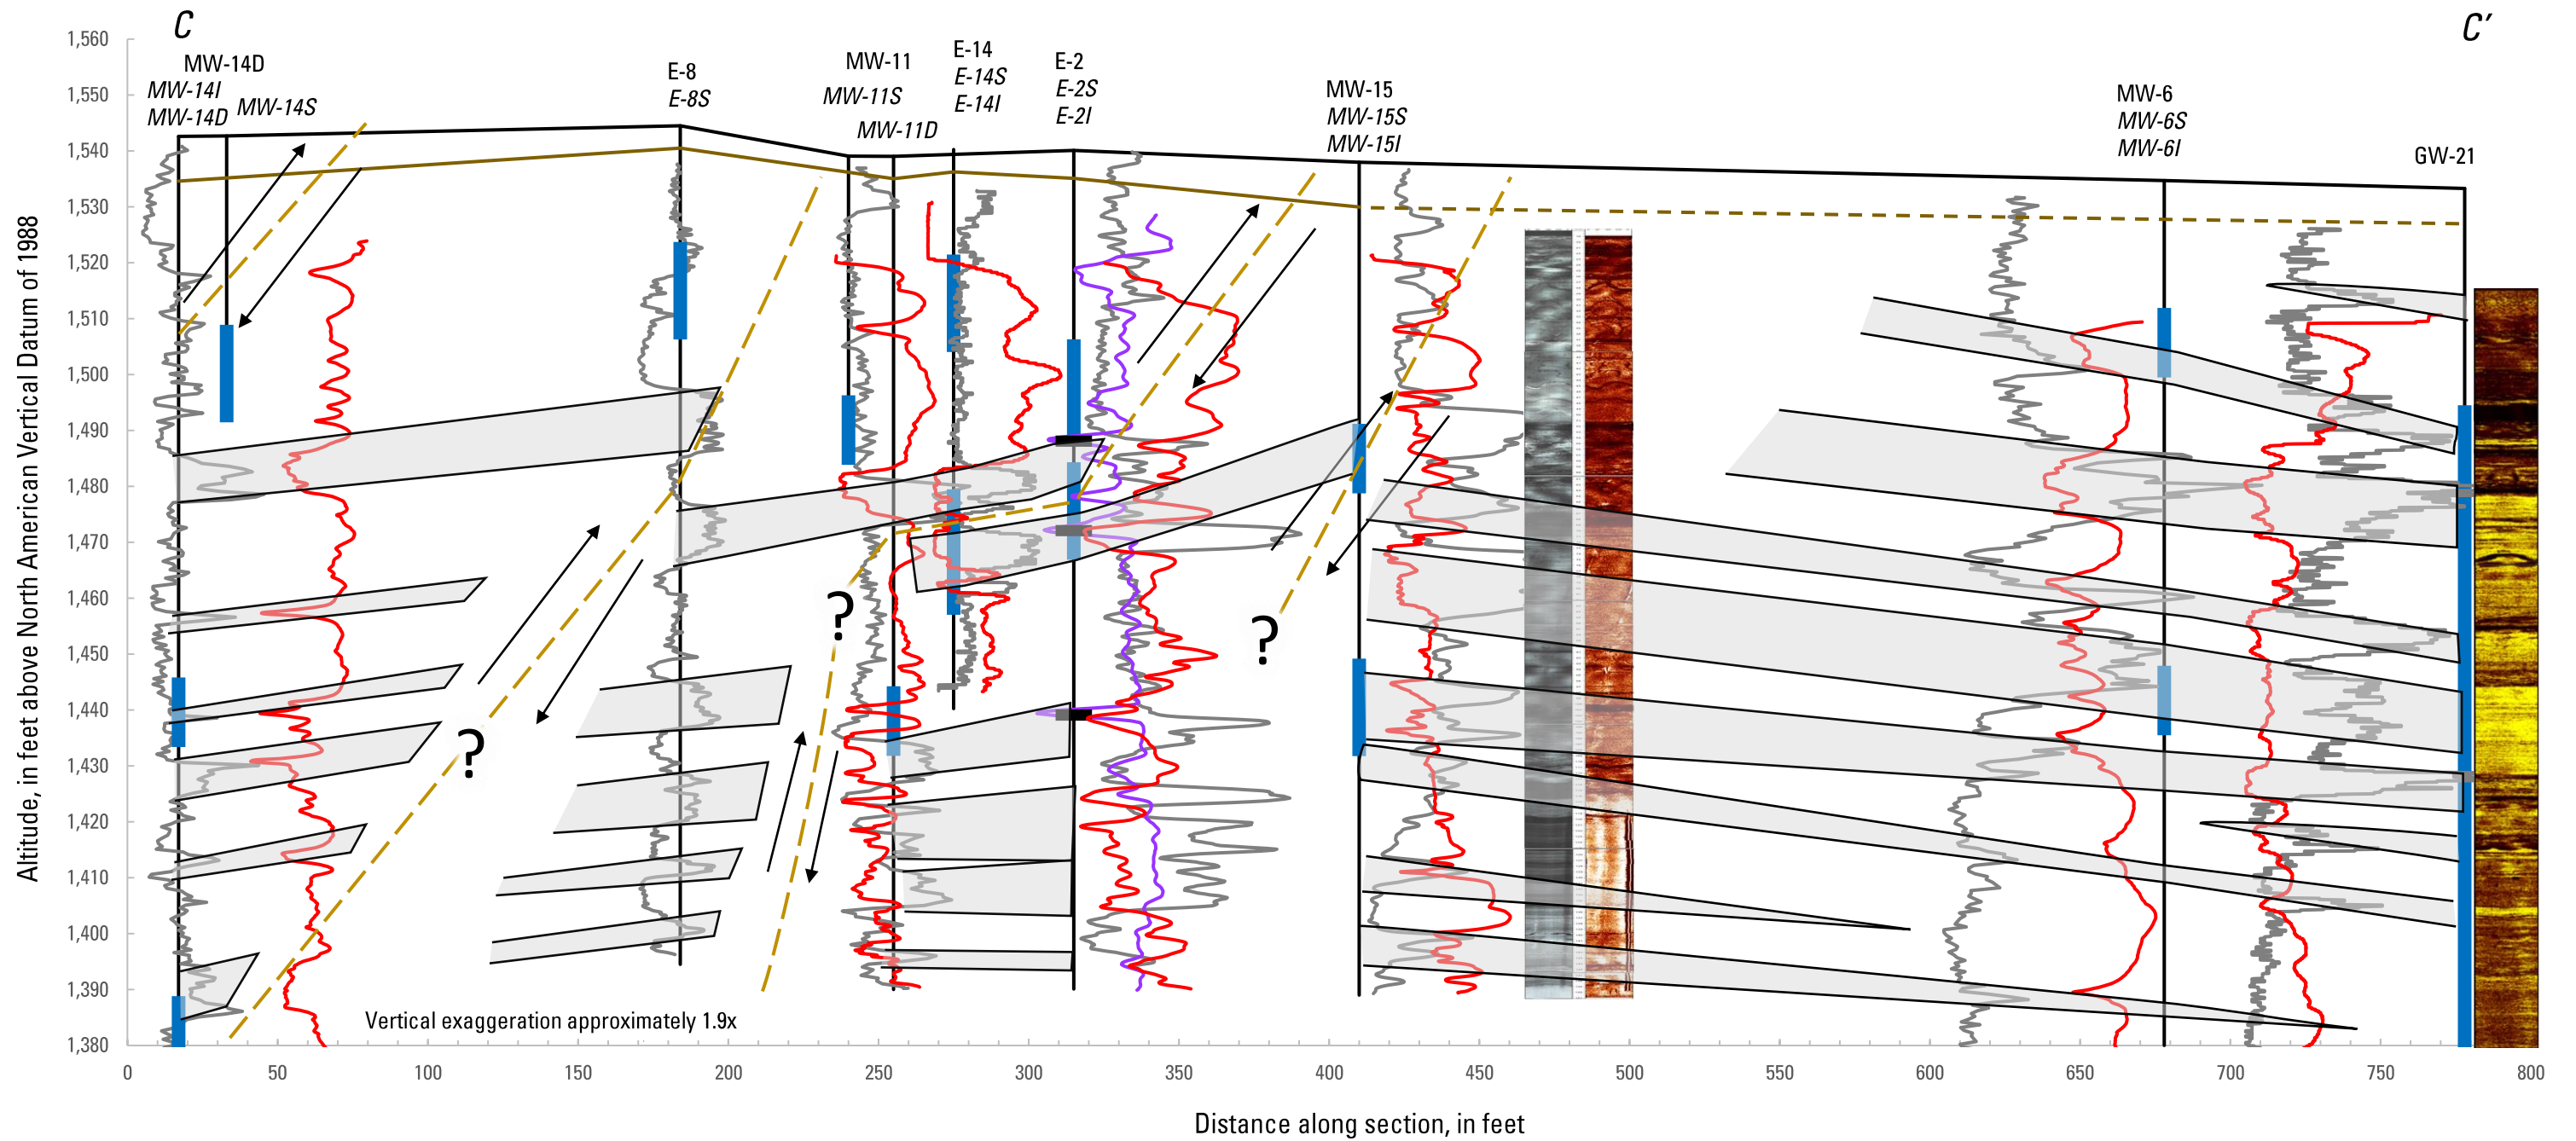 C
C′
MW-14D
MW-14I
MW-14D
MW-14S
E-8
E-8S
MW-11
MW-11S
MW-11D
E-14
E-14S
E-14I
E-2
E-2S
E-2I
MW-15
MW-15S
MW-15I
MW-6
MW-6S
MW-6I
GW-21
Altitude, in feet above North American Vertical Datum of 1988
1,560
1,550
1,540
1,530
1,520
1,510
1,500
1,490
1,480
1,470
1,460
1,450
1,440
1,430
1,420
1,410
1,400
1,390
1,380
?
?
?
Vertical exaggeration approximately 1.9x
0 50 100 150 200 250 300 350 400 450 500 550 600 650 700 750 800
Distance along section, in feet